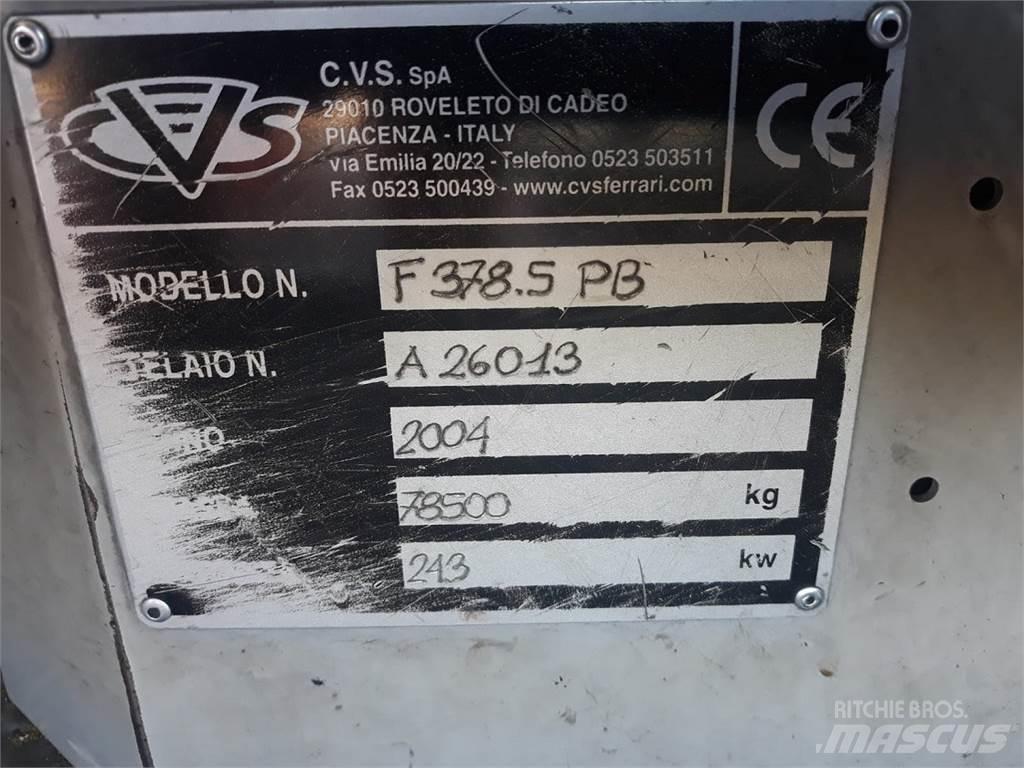 CVS
C.V.S. SpA
29010 ROVELETO DI CADEO
PIACENZA - ITALY
via Emilia 20/22 - Telefono 0523 503511
Fax 0523 500439 - www.cvsferrari.com
CE
MODELLO N. F 378.5 PB
TELAIO N. A 26013
2004
78500 kg
243 kw
RITCHIE BROS.
MASCUS